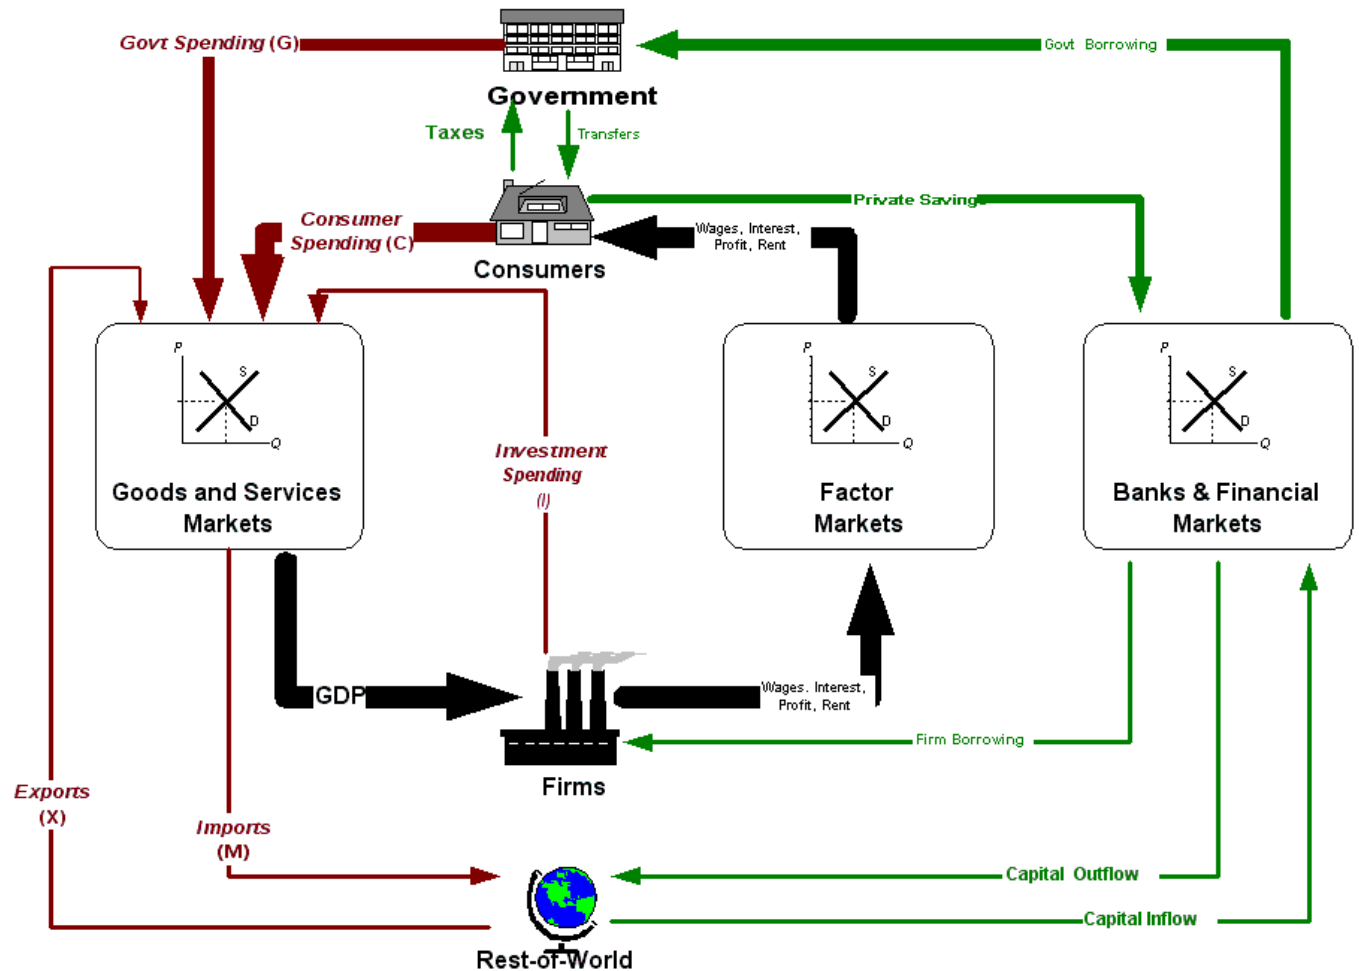 Govt Spending (G)
Govt Borrowing
Government
Taxes
Transfers
Private Savings
Consumer
Spending (C)
Wages, Interest,
Profit, Rent
Consumers
P
S
D
Q
Goods and Services
Markets
Investment
Spending
(I)
P
S
D
Q
Factor
Markets
P
S
D
Q
Banks & Financial
Markets
GDP
Wages. Interest,
Profit, Rent
Firm Borrowing
Firms
Exports
(X)
Imports
(M)
Capital Outflow
Capital Inflow
Rest-of-World